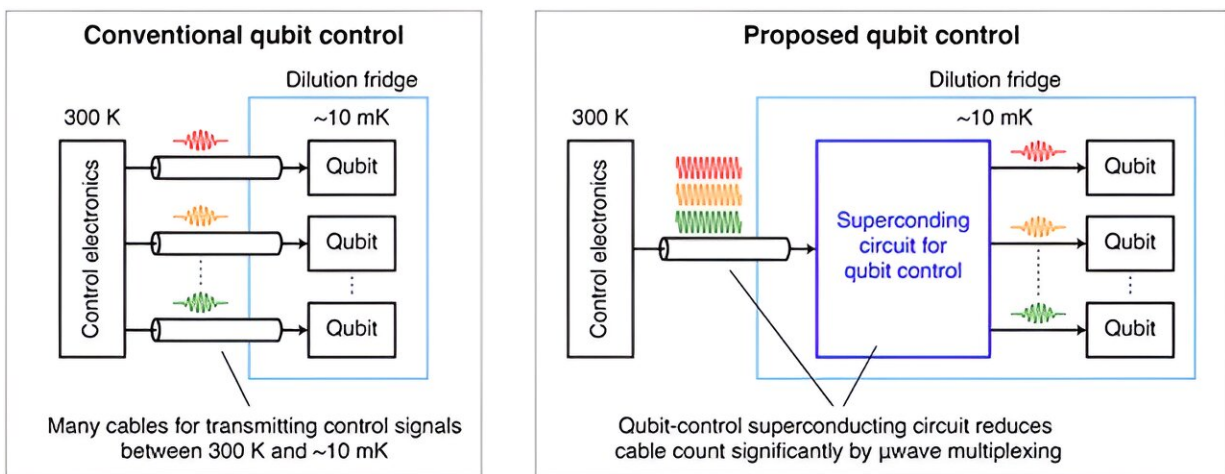 Conventional qubit control
Dilution fridge
300 K
~10 mK
Control electronics
Qubit
Qubit
Qubit
Many cables for transmitting control signals
between 300 K and ~10 mK
Proposed qubit control
Dilution fridge
300 K
~10 mK
Control electronics
Superconding
circuit for
qubit control
Qubit
Qubit
Qubit
Qubit-control superconducting circuit reduces
cable count significantly by μwave multiplexing